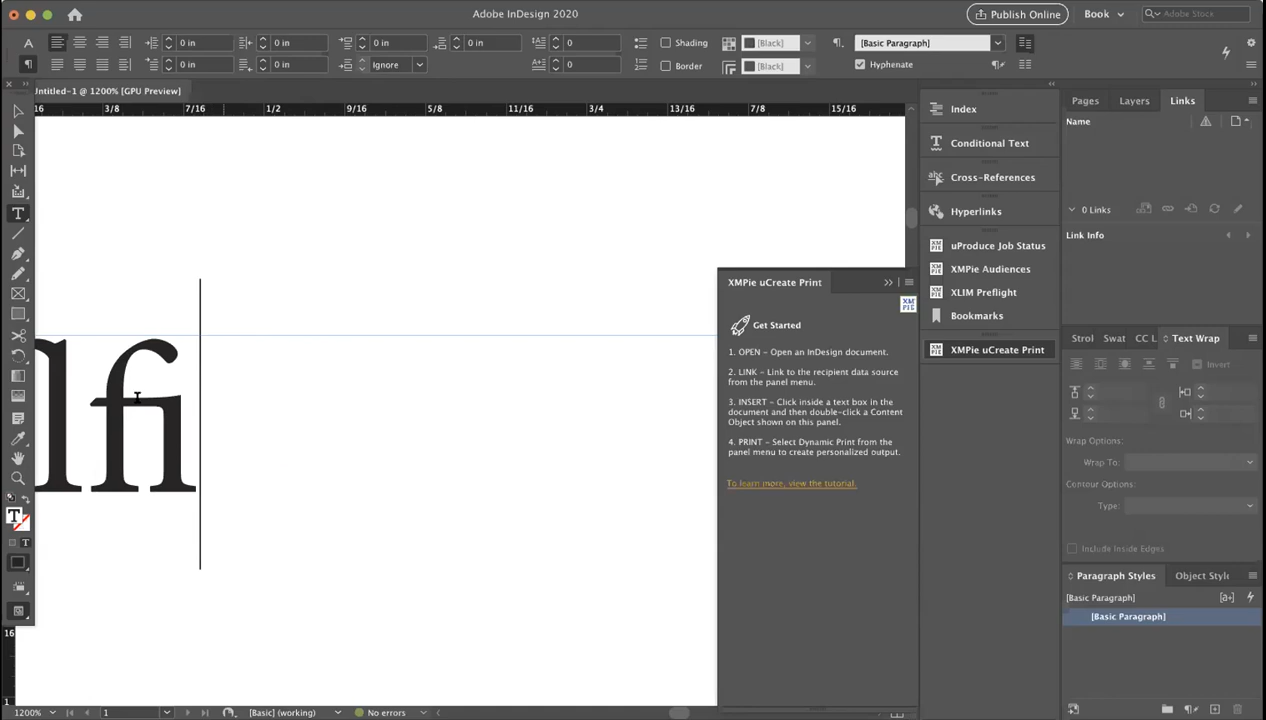 Adobe InDesign 2020
Publish Online
Book
Adobe Stock
0 in 0 in 0 in 0 in 0 Shading [Black] [Basic Paragraph]
0 in 0 in Ignore 0 Border [Black] Hyphenate
Untitled-1 @ 1200% [GPU Preview]
16 3/8 7/16 1/2 9/16 5/8 11/16 3/4 13/16 7/8 15/16
lfi
Index
Conditional Text
Cross-References
Hyperlinks
uProduce Job Status
XMPie Audiences
XLIM Preflight
Bookmarks
XMPie uCreate Print
XMPie uCreate Print
Get Started
1. OPEN – Open an InDesign document.
2. LINK – Link to the recipient data source
from the panel menu.
3. INSERT – Click inside a text box in the
document and then double-click a Content
Object shown on this panel.
4. PRINT – Select Dynamic Print from the
panel menu to create personalized output.
To learn more, view the tutorial.
Pages Layers Links
Name
0 Links
Link Info
Strol Swat CC L Text Wrap
Invert
Wrap Options:
Wrap To:
Contour Options:
Type:
Include Inside Edges
Paragraph Styles Object Style
[Basic Paragraph] [a+]
[Basic Paragraph]
16
1
1200% 1 [Basic] (working) No errors